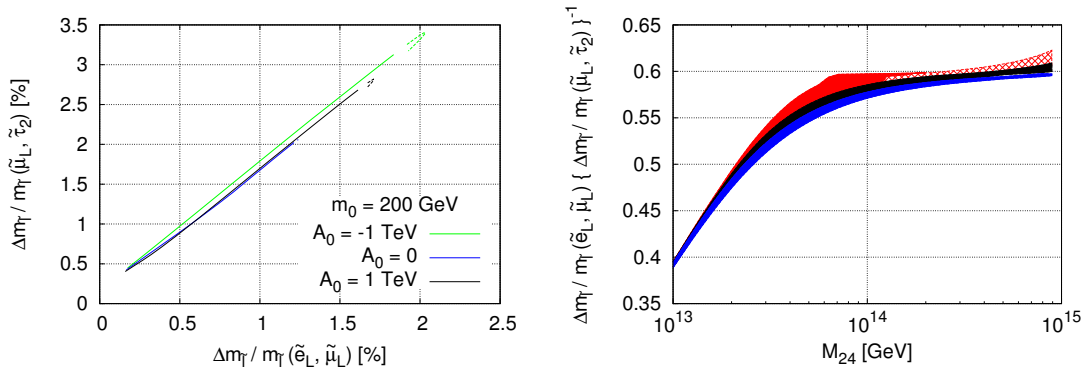 Δm_l̃ / m_l̃ (μ̃_L, τ̃_2) [%]
3.5
3
2.5
2
1.5
1
0.5
0
m_0 = 200 GeV
A_0 = -1 TeV
A_0 = 0
A_0 = 1 TeV
0 0.5 1 1.5 2 2.5
Δm_l̃ / m_l̃ (ẽ_L, μ̃_L) [%]
Δm_l̃ / m_l̃ (ẽ_L, μ̃_L) { Δm_l̃ / m_l̃ (μ̃_L, τ̃_2) }^-1
0.65
0.6
0.55
0.5
0.45
0.4
0.35
10^13 10^14 10^15
M_24 [GeV]